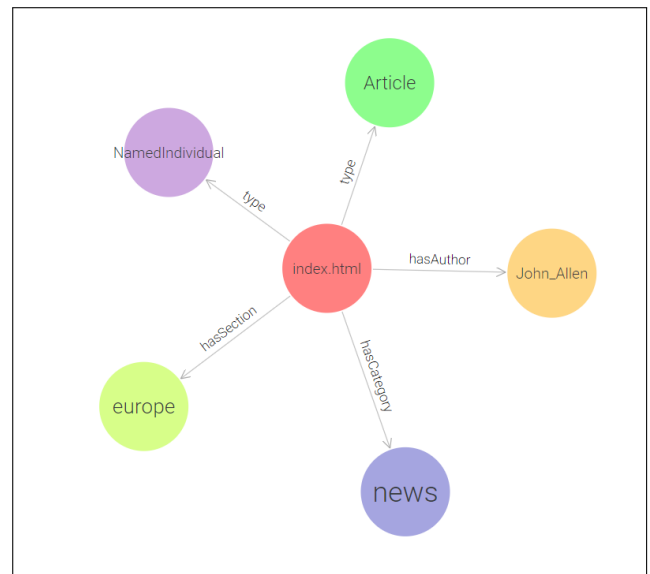 Article
NamedIndividual
type
type
index.html
hasAuthor
John_Allen
hasSection
hasCategory
europe
news